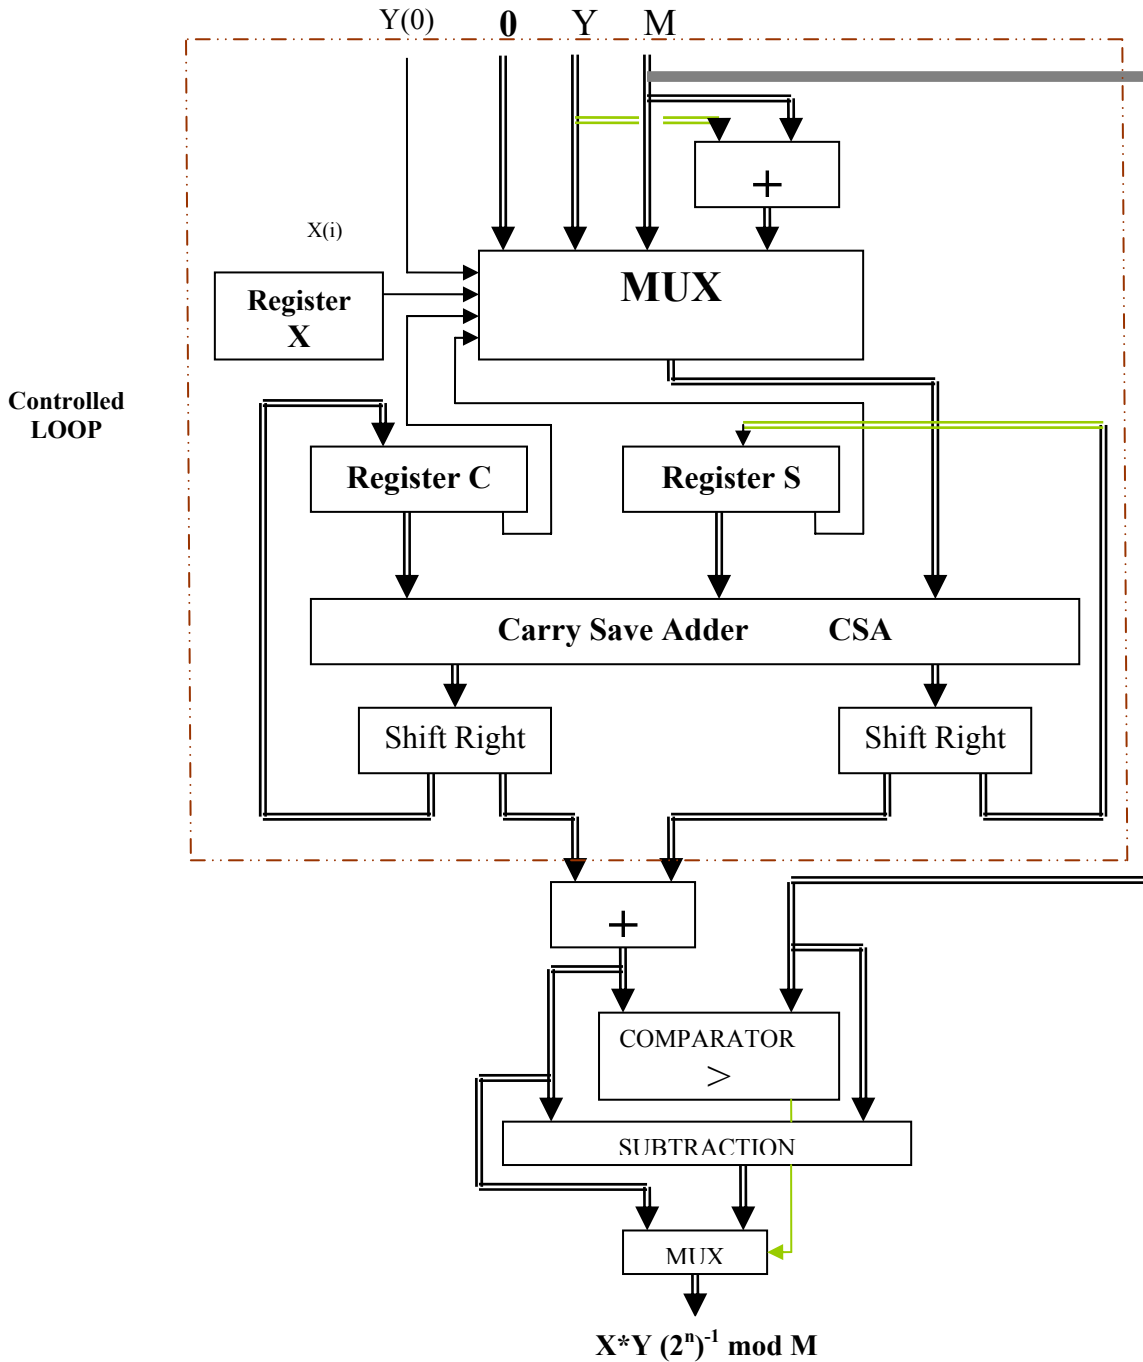 Y(0) 0 Y M
+
X(i)
MUX
Register
X
Controlled
LOOP
Register C
Register S
Carry Save Adder CSA
Shift Right
Shift Right
+
COMPARATOR
>
SUBTRACTION
MUX
X*Y (2ⁿ)⁻¹ mod M